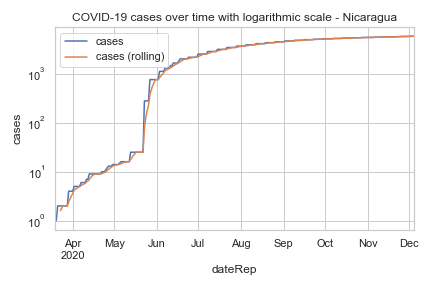 COVID-19 cases over time with logarithmic scale - Nicaragua
cases
cases (rolling)
10³
10²
10¹
10⁰
cases
Apr
2020
May
Jun
Jul
Aug
Sep
Oct
Nov
Dec
dateRep